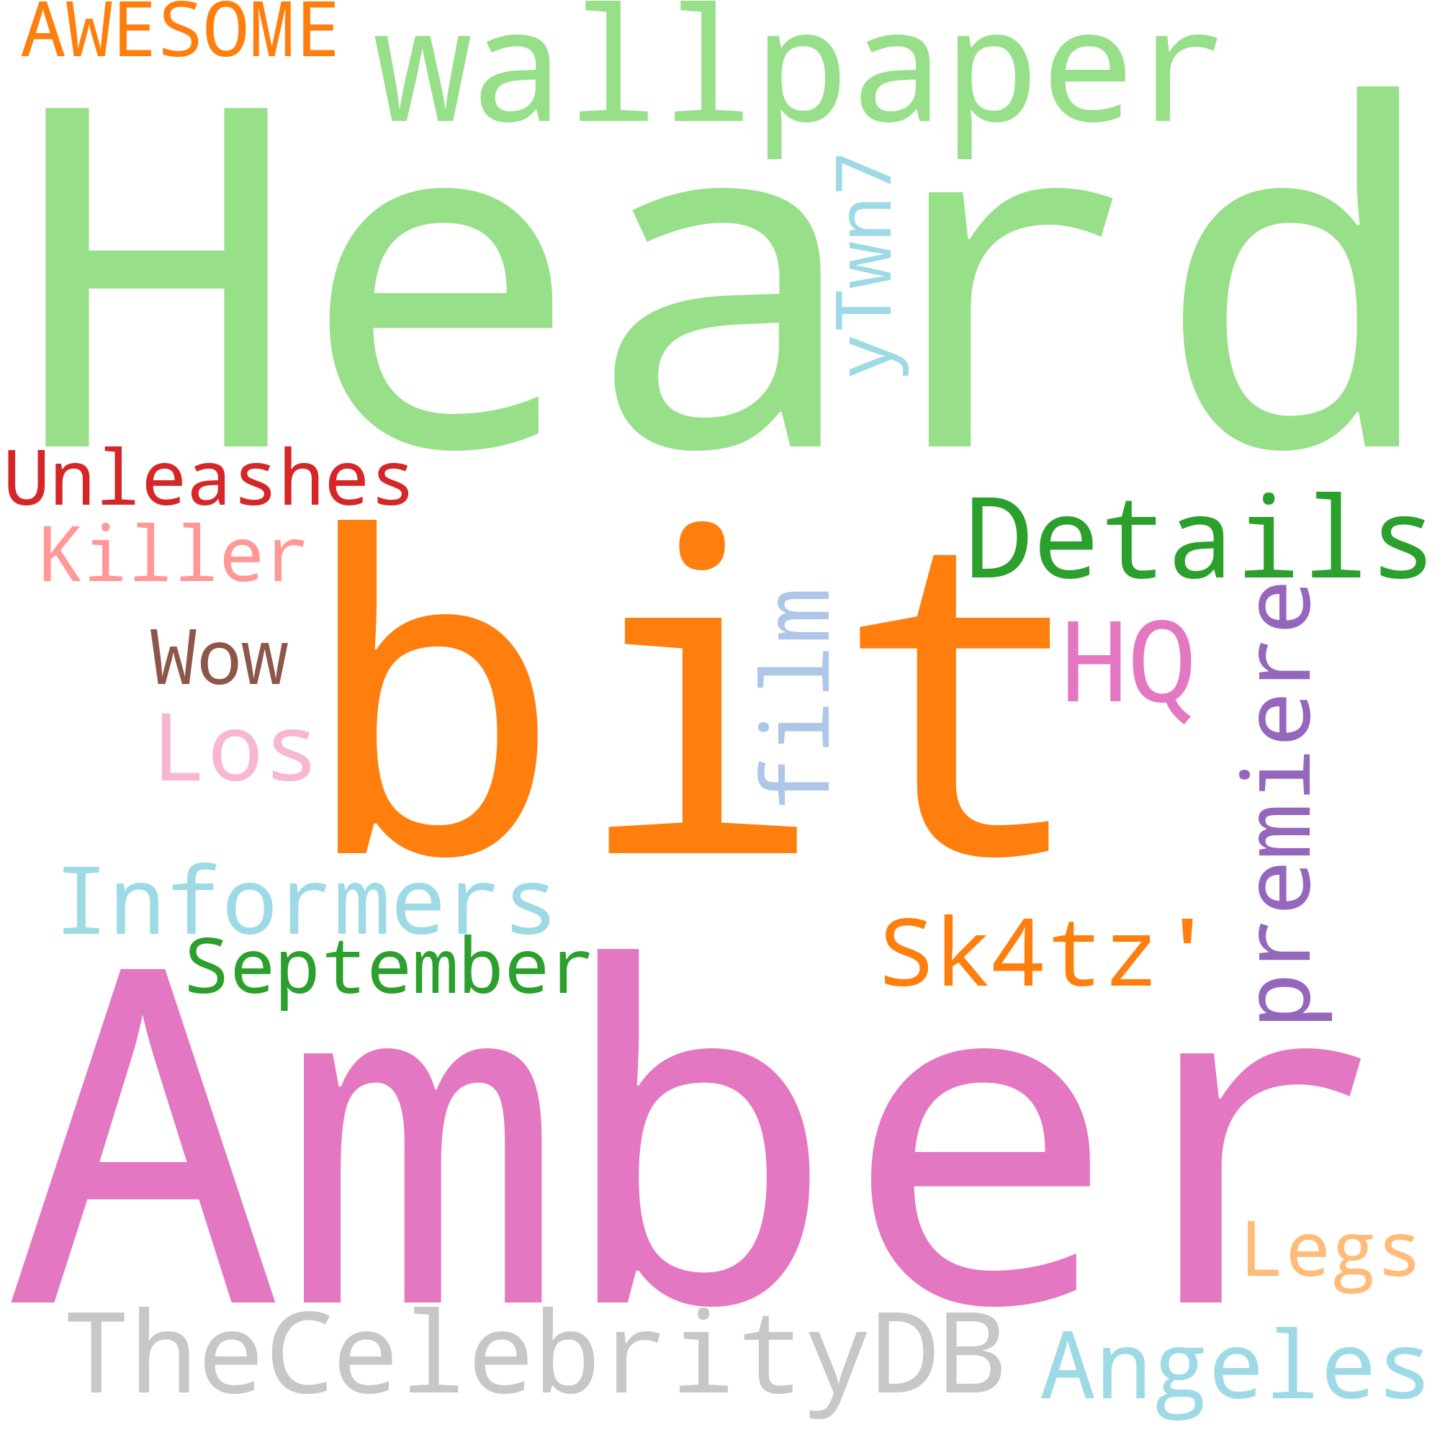 AWESOME
wallpaper
Heard
yTwn7
Unleashes
Details
Killer
bit
film
HQ
premiere
Wow
Los
Informers
Sk4tz'
September
Amber
Legs
TheCelebrityDB
Angeles